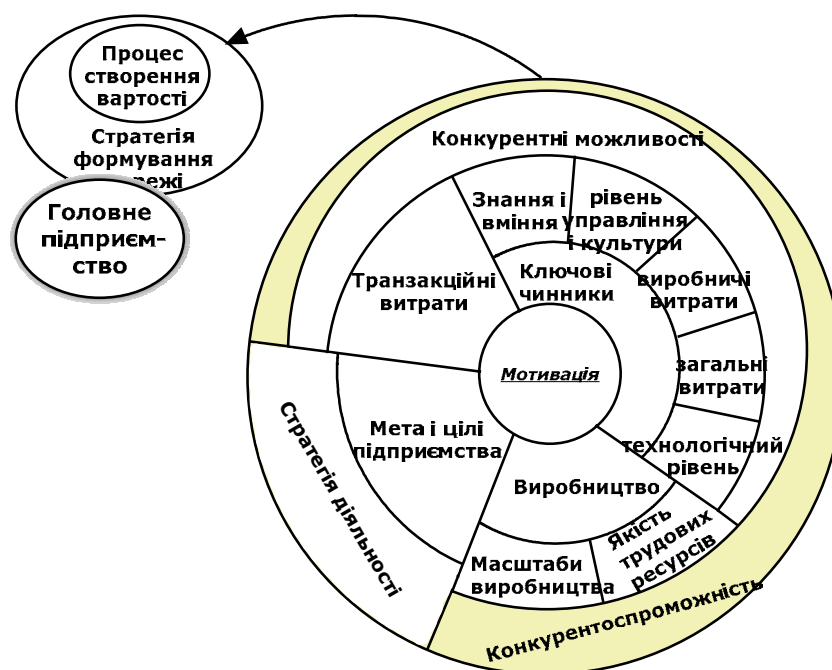 Процес
створення
вартості
Стратегія
формування
Головне
підприєм-
ство
Конкурентні можливості
Знання і
вміння
рівень
управління
і культури
Ключові
чинники
виробничі
витрати
Транзакційні
витрати
загальні
витрати
Мотивація
Мета і цілі
підприємства
технологічний
рівень
Виробництво
Якість
трудових
ресурсів
Масштаби
виробництва
Стратегія діяльності
Конкурентоспроможність